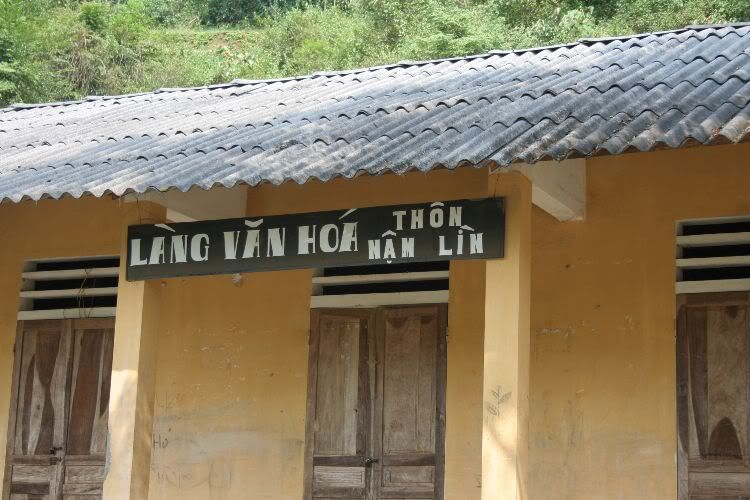 LÀNG VĂN HOÁ
THÔN
NẬM LÌN